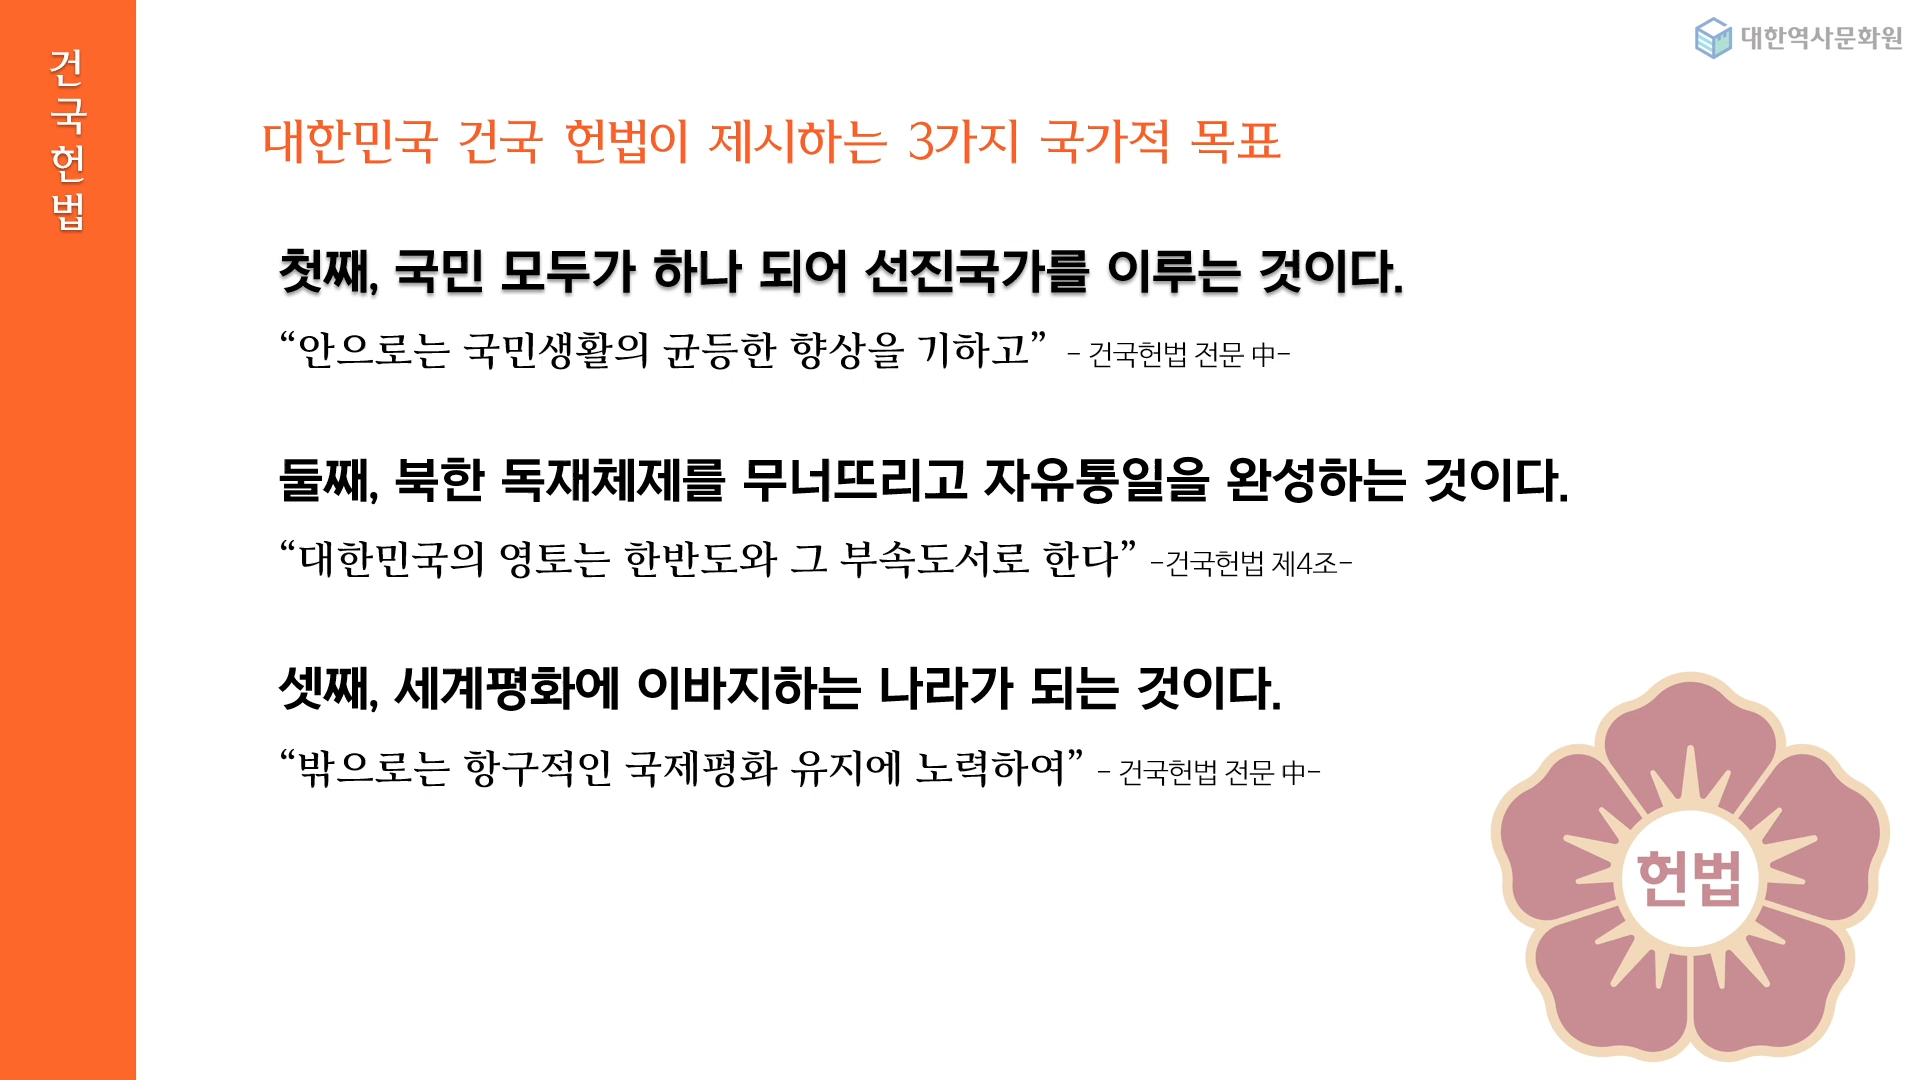 건국헌법
대한역사문화원
대한민국 건국 헌법이 제시하는 3가지 국가적 목표
첫째, 국민 모두가 하나 되어 선진국가를 이루는 것이다.
“안으로는 국민생활의 균등한 향상을 기하고” - 건국헌법 전문 中-
둘째, 북한 독재체제를 무너뜨리고 자유통일을 완성하는 것이다.
“대한민국의 영토는 한반도와 그 부속도서로 한다” -건국헌법 제4조-
셋째, 세계평화에 이바지하는 나라가 되는 것이다.
“밖으로는 항구적인 국제평화 유지에 노력하여” - 건국헌법 전문 中-
헌법